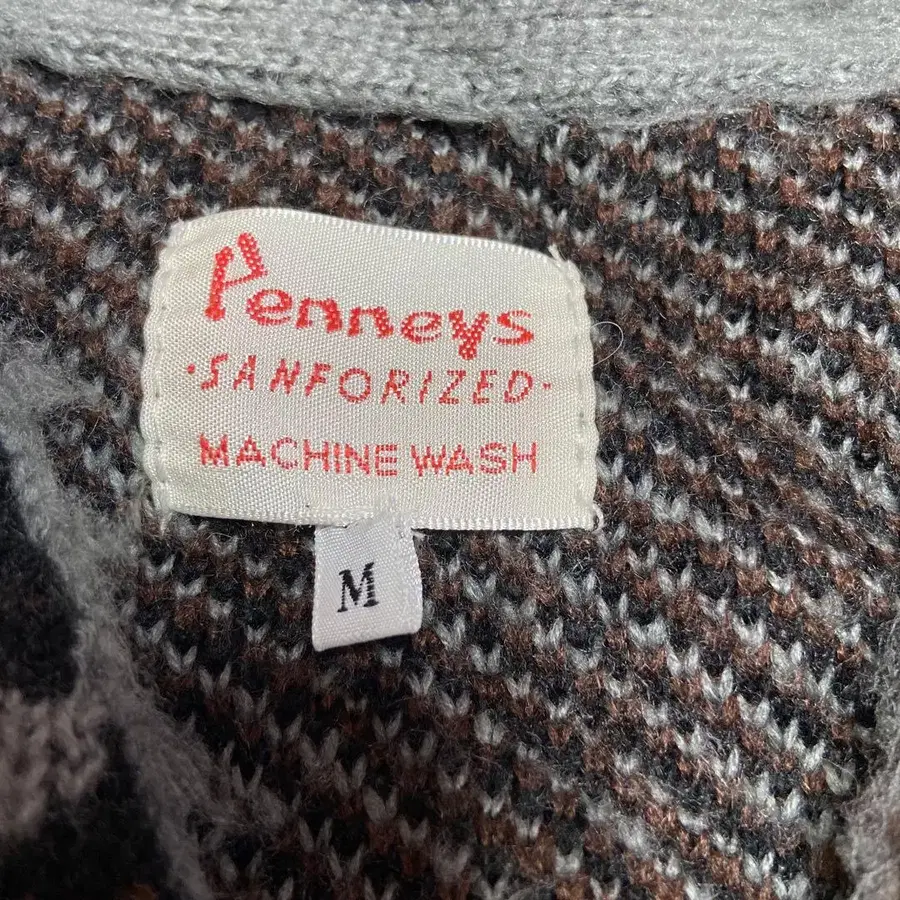 Penneys
·SANFORIZED·
MACHINE WASH
M